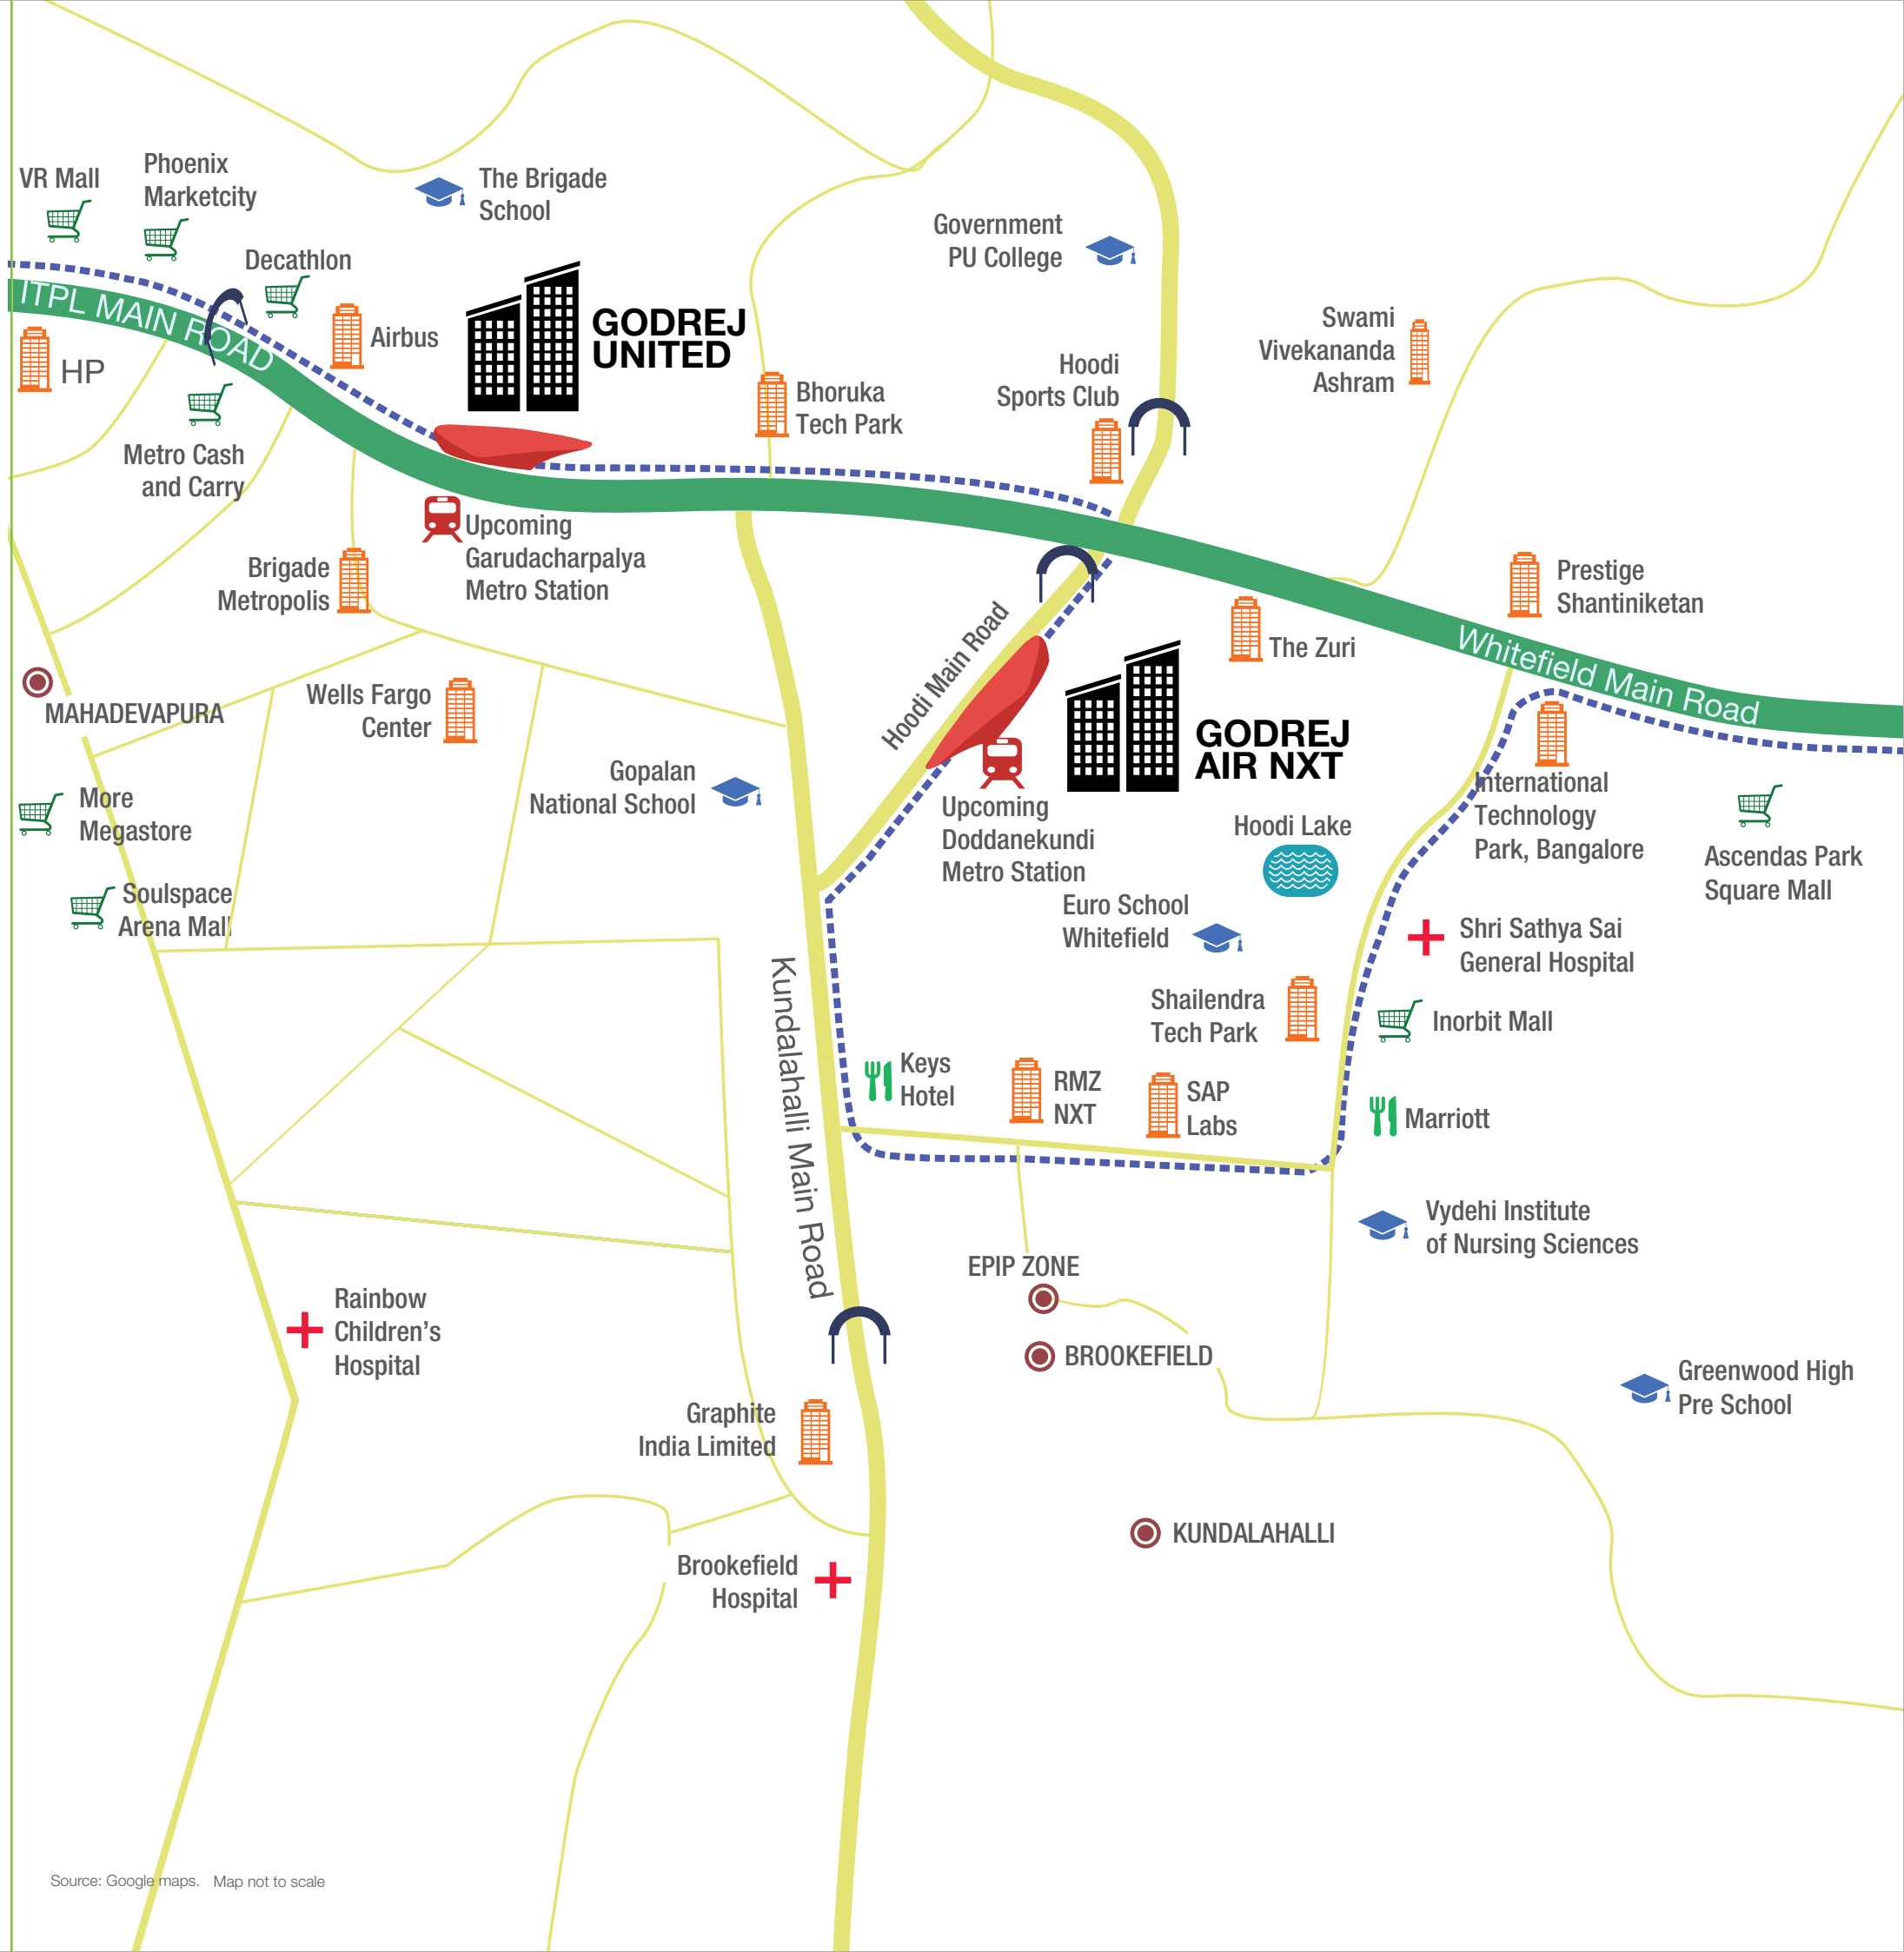 VR Mall
Phoenix
Marketcity
The Brigade
School
Government
PU College
Decathlon
ITPL MAIN ROAD
HP
Airbus
GODREJ
UNITED
Bhoruka
Tech Park
Hoodi
Sports Club
Swami
Vivekananda
Ashram
Metro Cash
and Carry
Upcoming
Garudacharpalya
Metro Station
Brigade
Metropolis
Prestige
Shantiniketan
Hoodi Main Road
The Zuri
Whitefield Main Road
MAHADEVAPURA
Wells Fargo
Center
GODREJ
AIR NXT
Gopalan
National School
More
Megastore
Upcoming
Doddanekundi
Metro Station
Hoodi Lake
International
Technology
Park, Bangalore
Ascendas Park
Square Mall
Soulspace
Arena Mall
Euro School
Whitefield
Shri Sathya Sai
General Hospital
Kundalahalli Main Road
Shailendra
Tech Park
Inorbit Mall
Keys
Hotel
RMZ
NXT
SAP
Labs
Marriott
Vydehi Institute
of Nursing Sciences
EPIP ZONE
Rainbow
Children's
Hospital
BROOKEFIELD
Greenwood High
Pre School
Graphite
India Limited
KUNDALAHALLI
Brookefield
Hospital
Source: Google maps. Map not to scale